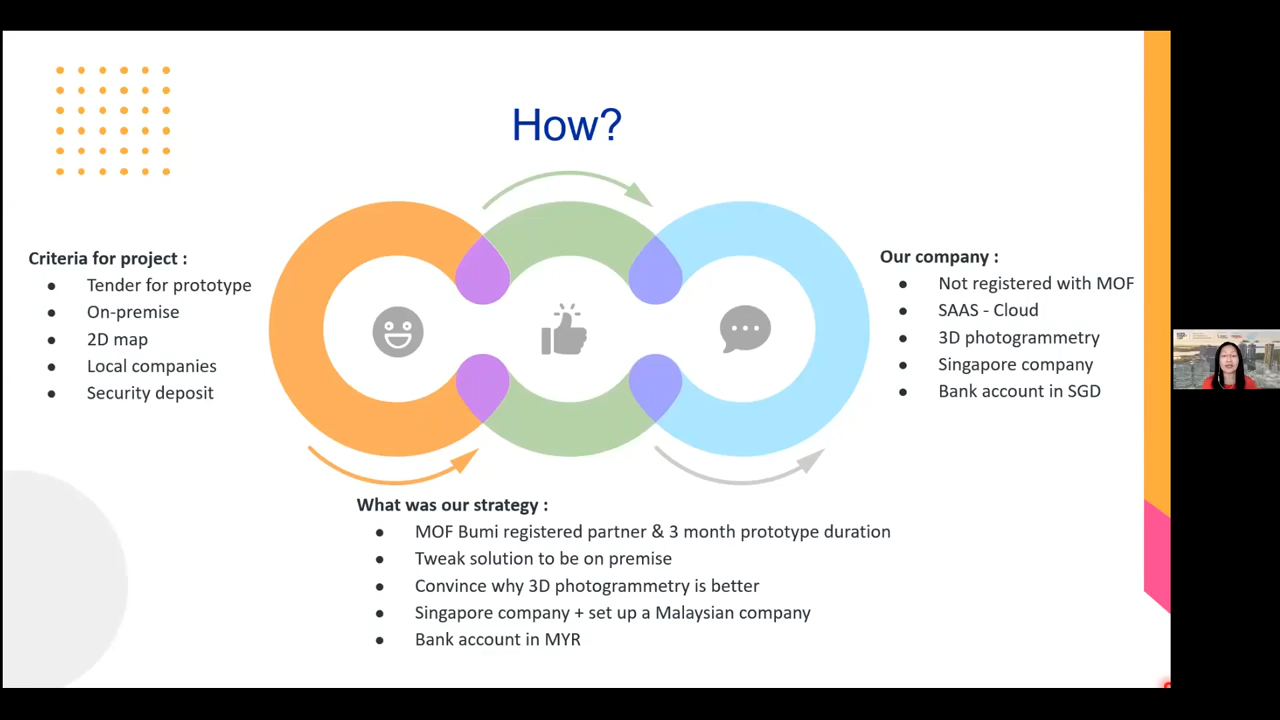 How?
Criteria for project :
● Tender for prototype
● On-premise
● 2D map
● Local companies
● Security deposit
Our company :
● Not registered with MOF
● SAAS - Cloud
● 3D photogrammetry
● Singapore company
● Bank account in SGD
What was our strategy :
● MOF Bumi registered partner & 3 month prototype duration
● Tweak solution to be on premise
● Convince why 3D photogrammetry is better
● Singapore company + set up a Malaysian company
● Bank account in MYR